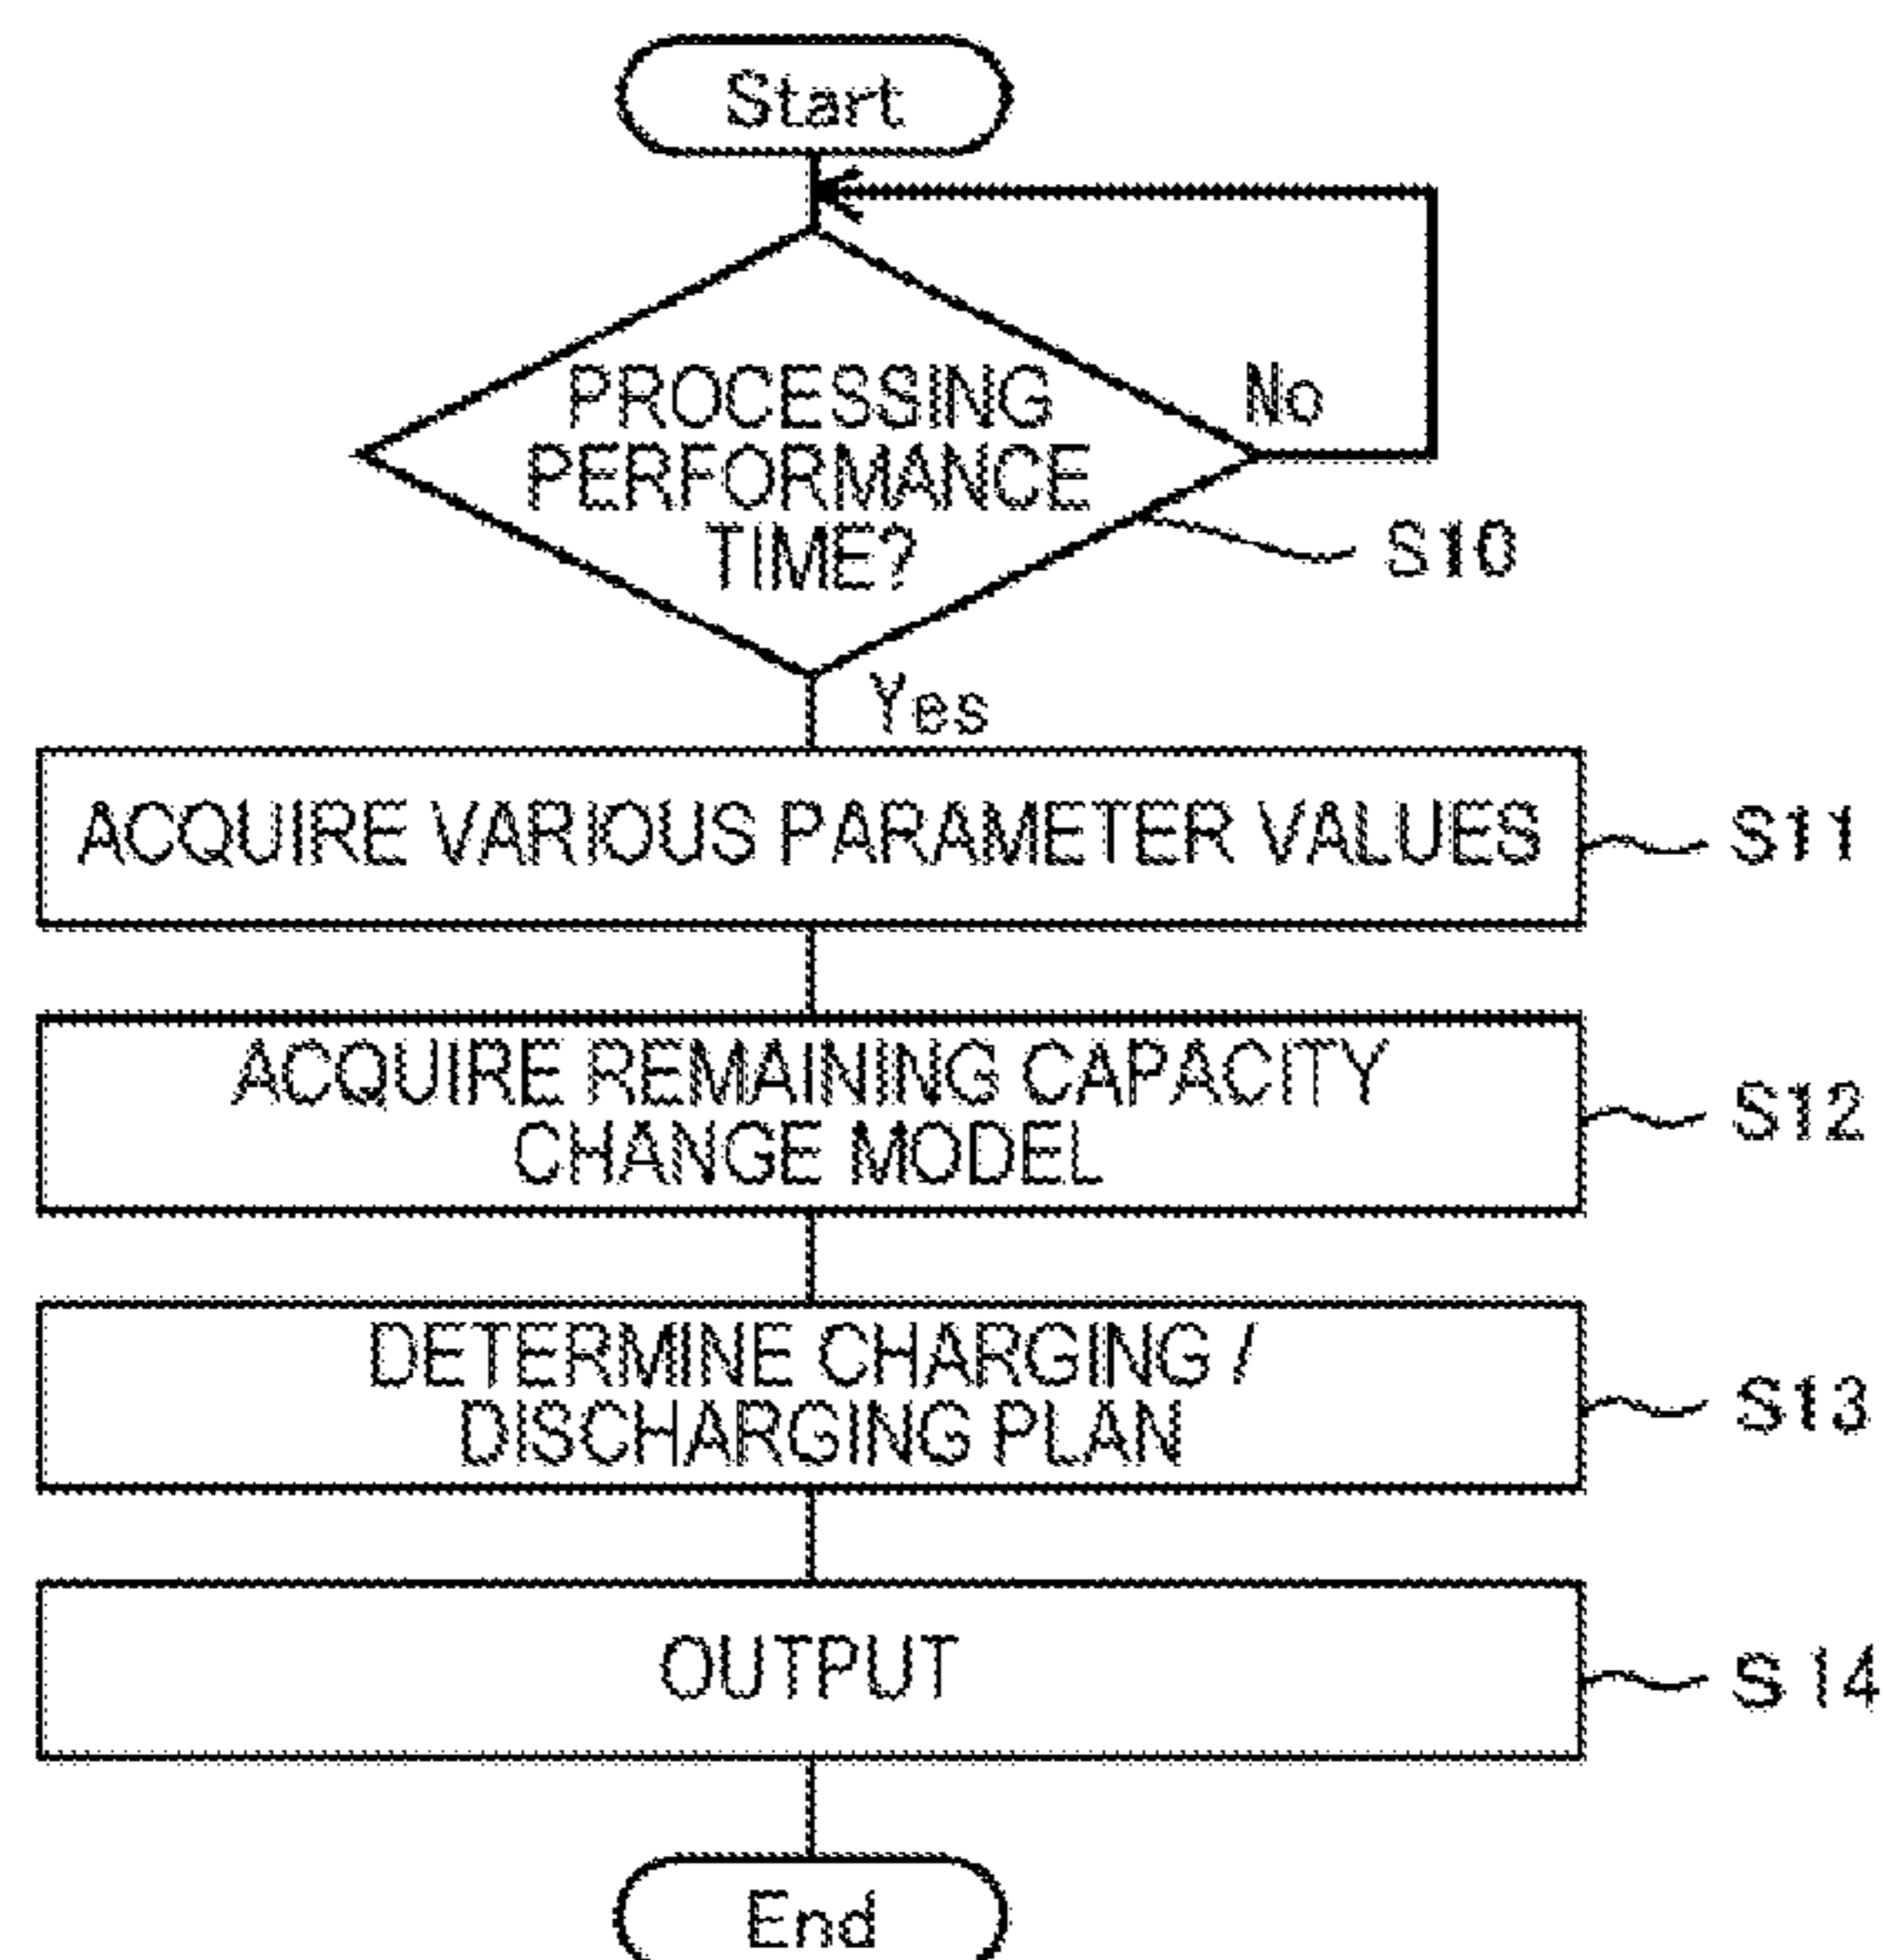 Start
PROCESSING
PERFORMANCE
TIME?
No
S10
Yes
ACQUIRE VARIOUS PARAMETER VALUES
S11
ACQUIRE REMAINING CAPACITY
CHANGE MODEL
S12
DETERMINE CHARGING /
DISCHARGING PLAN
S13
OUTPUT
S14
End